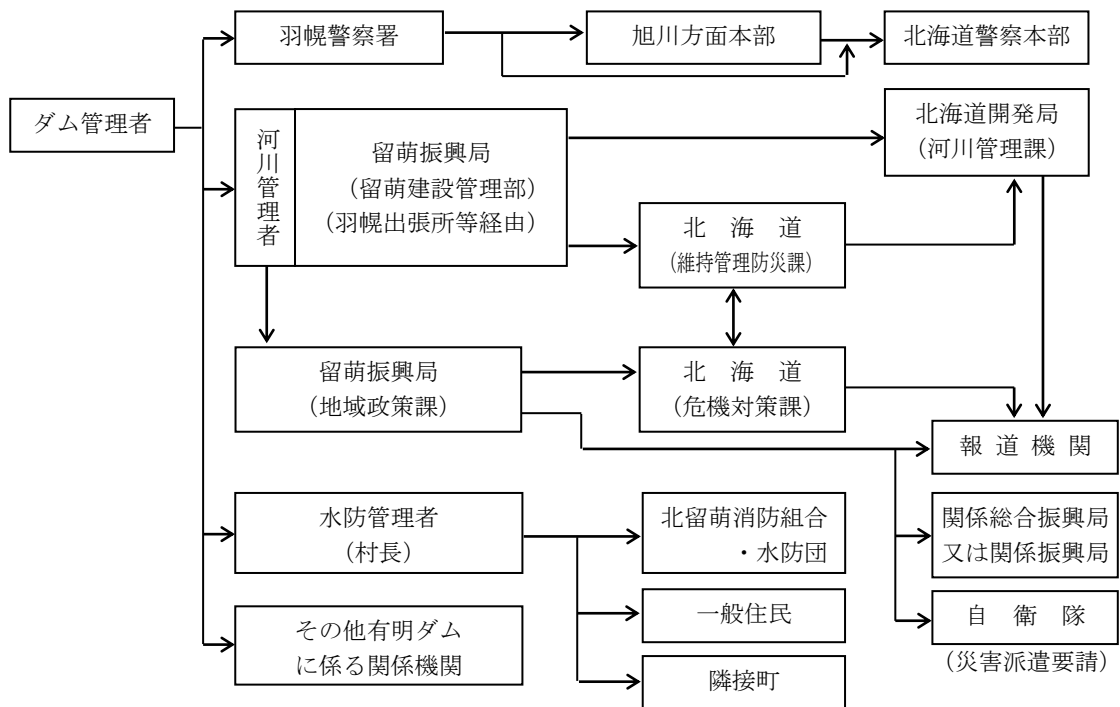 羽幌警察署
旭川方面本部
北海道警察本部
ダム管理者
河川管理者
留萌振興局
（留萌建設管理部）
（羽幌出張所等経由）
北海道開発局
（河川管理課）
北　海　道
（維持管理防災課）
留萌振興局
（地域政策課）
北　海　道
（危機対策課）
報 道 機 関
水防管理者
（村長）
北留萌消防組合
・水防団
関係総合振興局
又は関係振興局
一般住民
自　衛　隊
（災害派遣要請）
その他有明ダム
に係る関係機関
隣接町